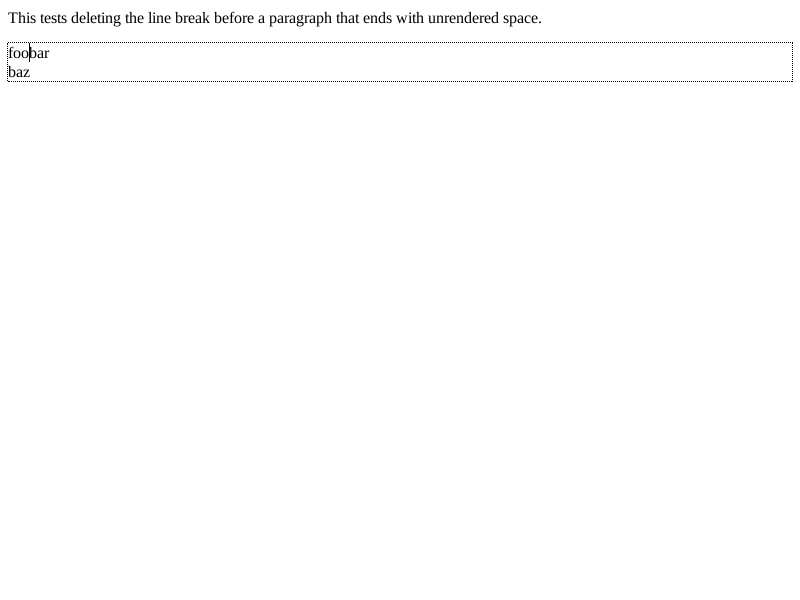 This tests deleting the line break before a paragraph that ends with unrendered space.
foobar
baz